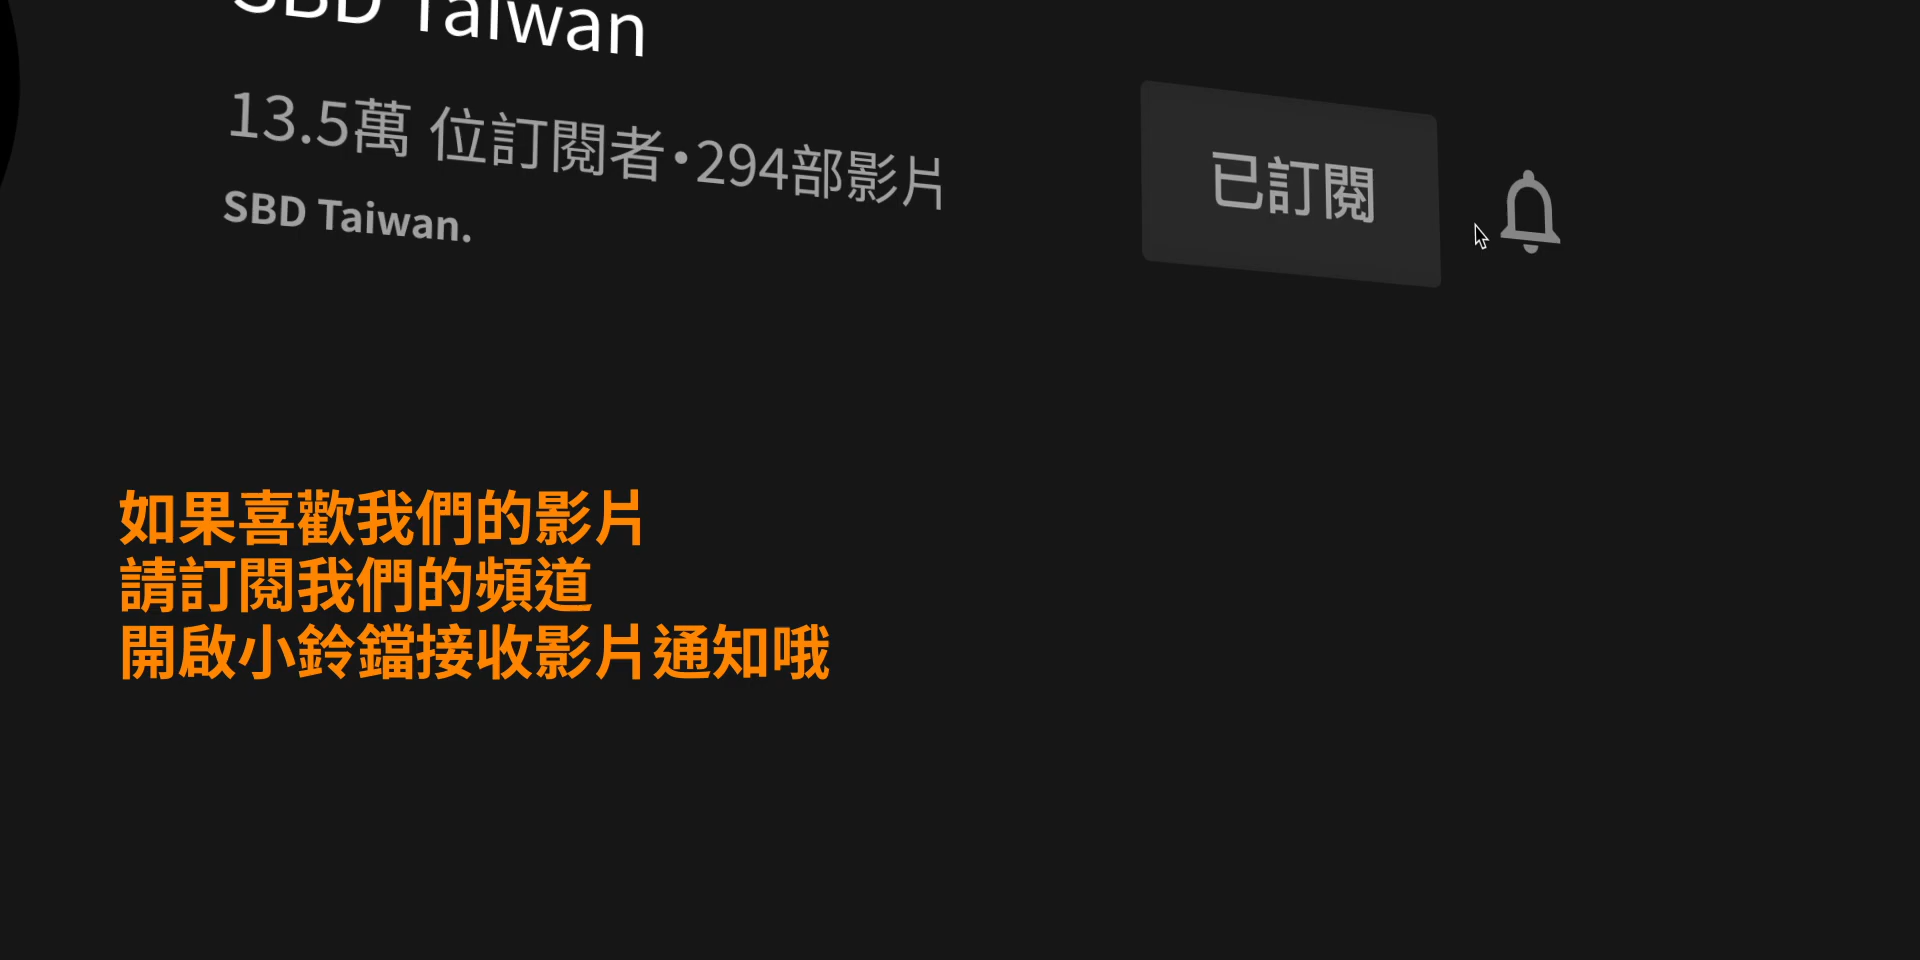 SBD Taiwan
13.5萬 位訂閱者•294部影片
SBD Taiwan.
已訂閱
如果喜歡我們的影片
請訂閱我們的頻道
開啟小鈴鐺接收影片通知哦